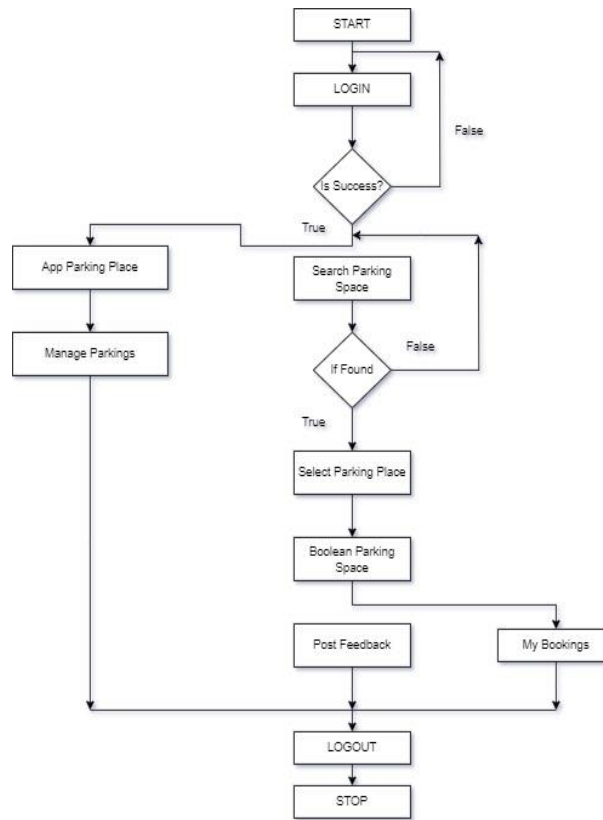 START
LOGIN
False
Is Success?
True
App Parking Place
Search Parking
Space
Manage Parkings
False
If Found
True
Select Parking Place
Boolean Parking
Space
Post Feedback
My Bookings
LOGOUT
STOP